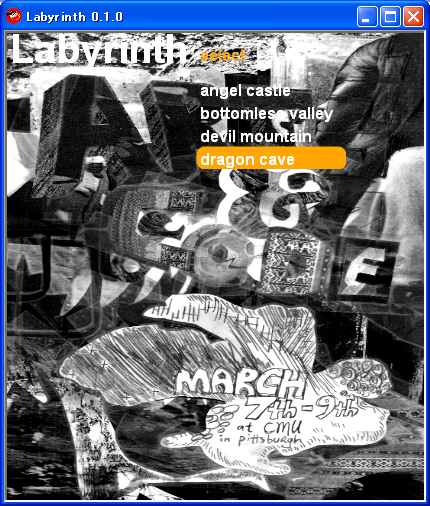 Labyrinth 0.1.0
Labyrinth
select
angel castle
bottomless valley
devil mountain
dragon cave
MARCH
7th-9th
at CMU
in pittsburgh